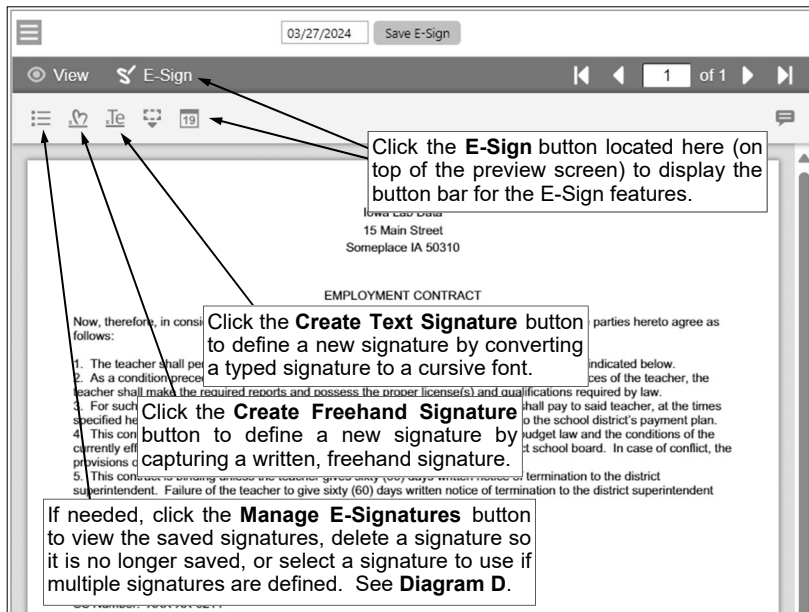 03/27/2024 Save E-Sign
View E-Sign 1 of 1
Te 19
Click the E-Sign button located here (on
top of the preview screen) to display the
button bar for the E-Sign features.
Iowa Lab Data
15 Main Street
Someplace IA 50310
EMPLOYMENT CONTRACT
Now, therefore, in parties hereto agree as
follows:
Click the Create Text Signature button
to define a new signature by converting
a typed signature to a cursive font.
1. The teacher shall indicated below.
2. As a condition of the teacher, the
teacher shall make the required reports and possess the proper license(s) and qualifications required by law.
3. For such shall pay to said teacher, at the times
specified to the school district's payment plan.
4. This budget law and the conditions of the
currently school board. In case of conflict, the
provisions
Click the Create Freehand Signature
button to define a new signature by
capturing a written, freehand signature.
5. This contract is binding unless the teacher gives sixty (60) days written notice of termination to the district
superintendent. Failure of the teacher to give sixty (60) days written notice of termination to the district superintendent
If needed, click the Manage E-Signatures button
to view the saved signatures, delete a signature so
it is no longer saved, or select a signature to use if
multiple signatures are defined. See Diagram D.